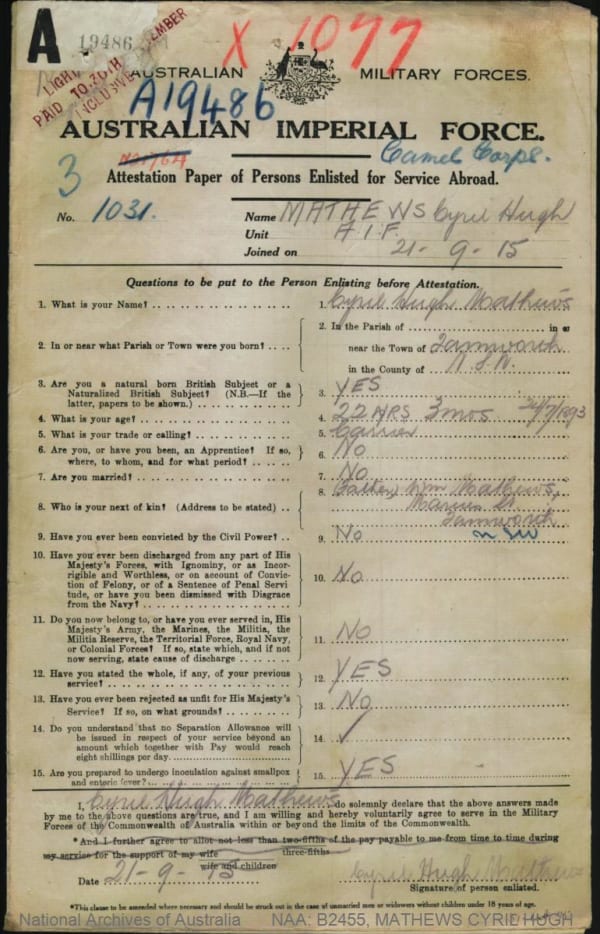 A
19486
X 1077
LIGHT
PAID TO 30TH
INCLUSIVE
AUSTRALIAN MILITARY FORCES.
A19486
AUSTRALIAN IMPERIAL FORCE.
3
Camel Corps.
Attestation Paper of Persons Enlisted for Service Abroad.
No. 1031.
Name MATHEWS Cyril Hugh
Unit A.I.F.
Joined on 21-9-15
Questions to be put to the Person Enlisting before Attestation.
1. What is your Name? 1. Cyril Hugh Mathews
2. In or near what Parish or Town were you born? 2. In the Parish of in or
near the Town of Tamworth
in the County of N.S.W.
3. Are you a natural born British Subject or a
Naturalized British Subject? (N.B.—If the
latter, papers to be shown.) 3. YES
4. What is your age? 4. 22 YRS 3 mos
5. What is your trade or calling? 5. Carrier
6. Are you, or have you been, an Apprentice? If so,
where, to whom, and for what period? 6. No
7. Are you married? 7. No
8. Who is your next of kin? (Address to be stated) 8. (Father) Wm Mathews,
Marius St
Tamworth
NSW
9. Have you ever been convicted by the Civil Power? 9. No
10. Have you ever been discharged from any part of His
Majesty's Forces, with Ignominy, or as Incor-
rigible and Worthless, or on account of Convic-
tion of Felony, or of a Sentence of Penal Servi
tude, or have you been dismissed with Disgrace
from the Navy? 10. No
11. Do you now belong to, or have you ever served in, His
Majesty's Army, the Marines, the Militia, the
Militia Reserve, the Territorial Force, Royal Navy,
or Colonial Forces? If so, state which, and if not
now serving, state cause of discharge 11. No
12. Have you stated the whole, if any, of your previous
service? 12. YES
13. Have you ever been rejected as unfit for His Majesty's
Service? If so, on what grounds? 13. No
14. Do you understand that no Separation Allowance will
be issued in respect of your service beyond an
amount which together with Pay would reach
eight shillings per day. 14. ✓
15. Are you prepared to undergo inoculation against smallpox
and enteric fever? 15. YES
I, Cyril Hugh Mathews do solemnly declare that the above answers made
by me to the above questions are true, and I am willing and hereby voluntarily agree to serve in the Military
Forces of the Commonwealth of Australia within or beyond the limits of the Commonwealth.
*And I further agree to allot not less than two-fifths of the pay payable to me from time to time during
three-fifths
my service for the support of my wife
wife and children
Date 21-9-15
Cyril Hugh Mathews
Signature of person enlisted.
*This clause to be amended where necessary and should be struck out in the case of unmarried men or widowers without children under 18 years of age.
National Archives of Australia NAA: B2455, MATHEWS CYRIL HUGH